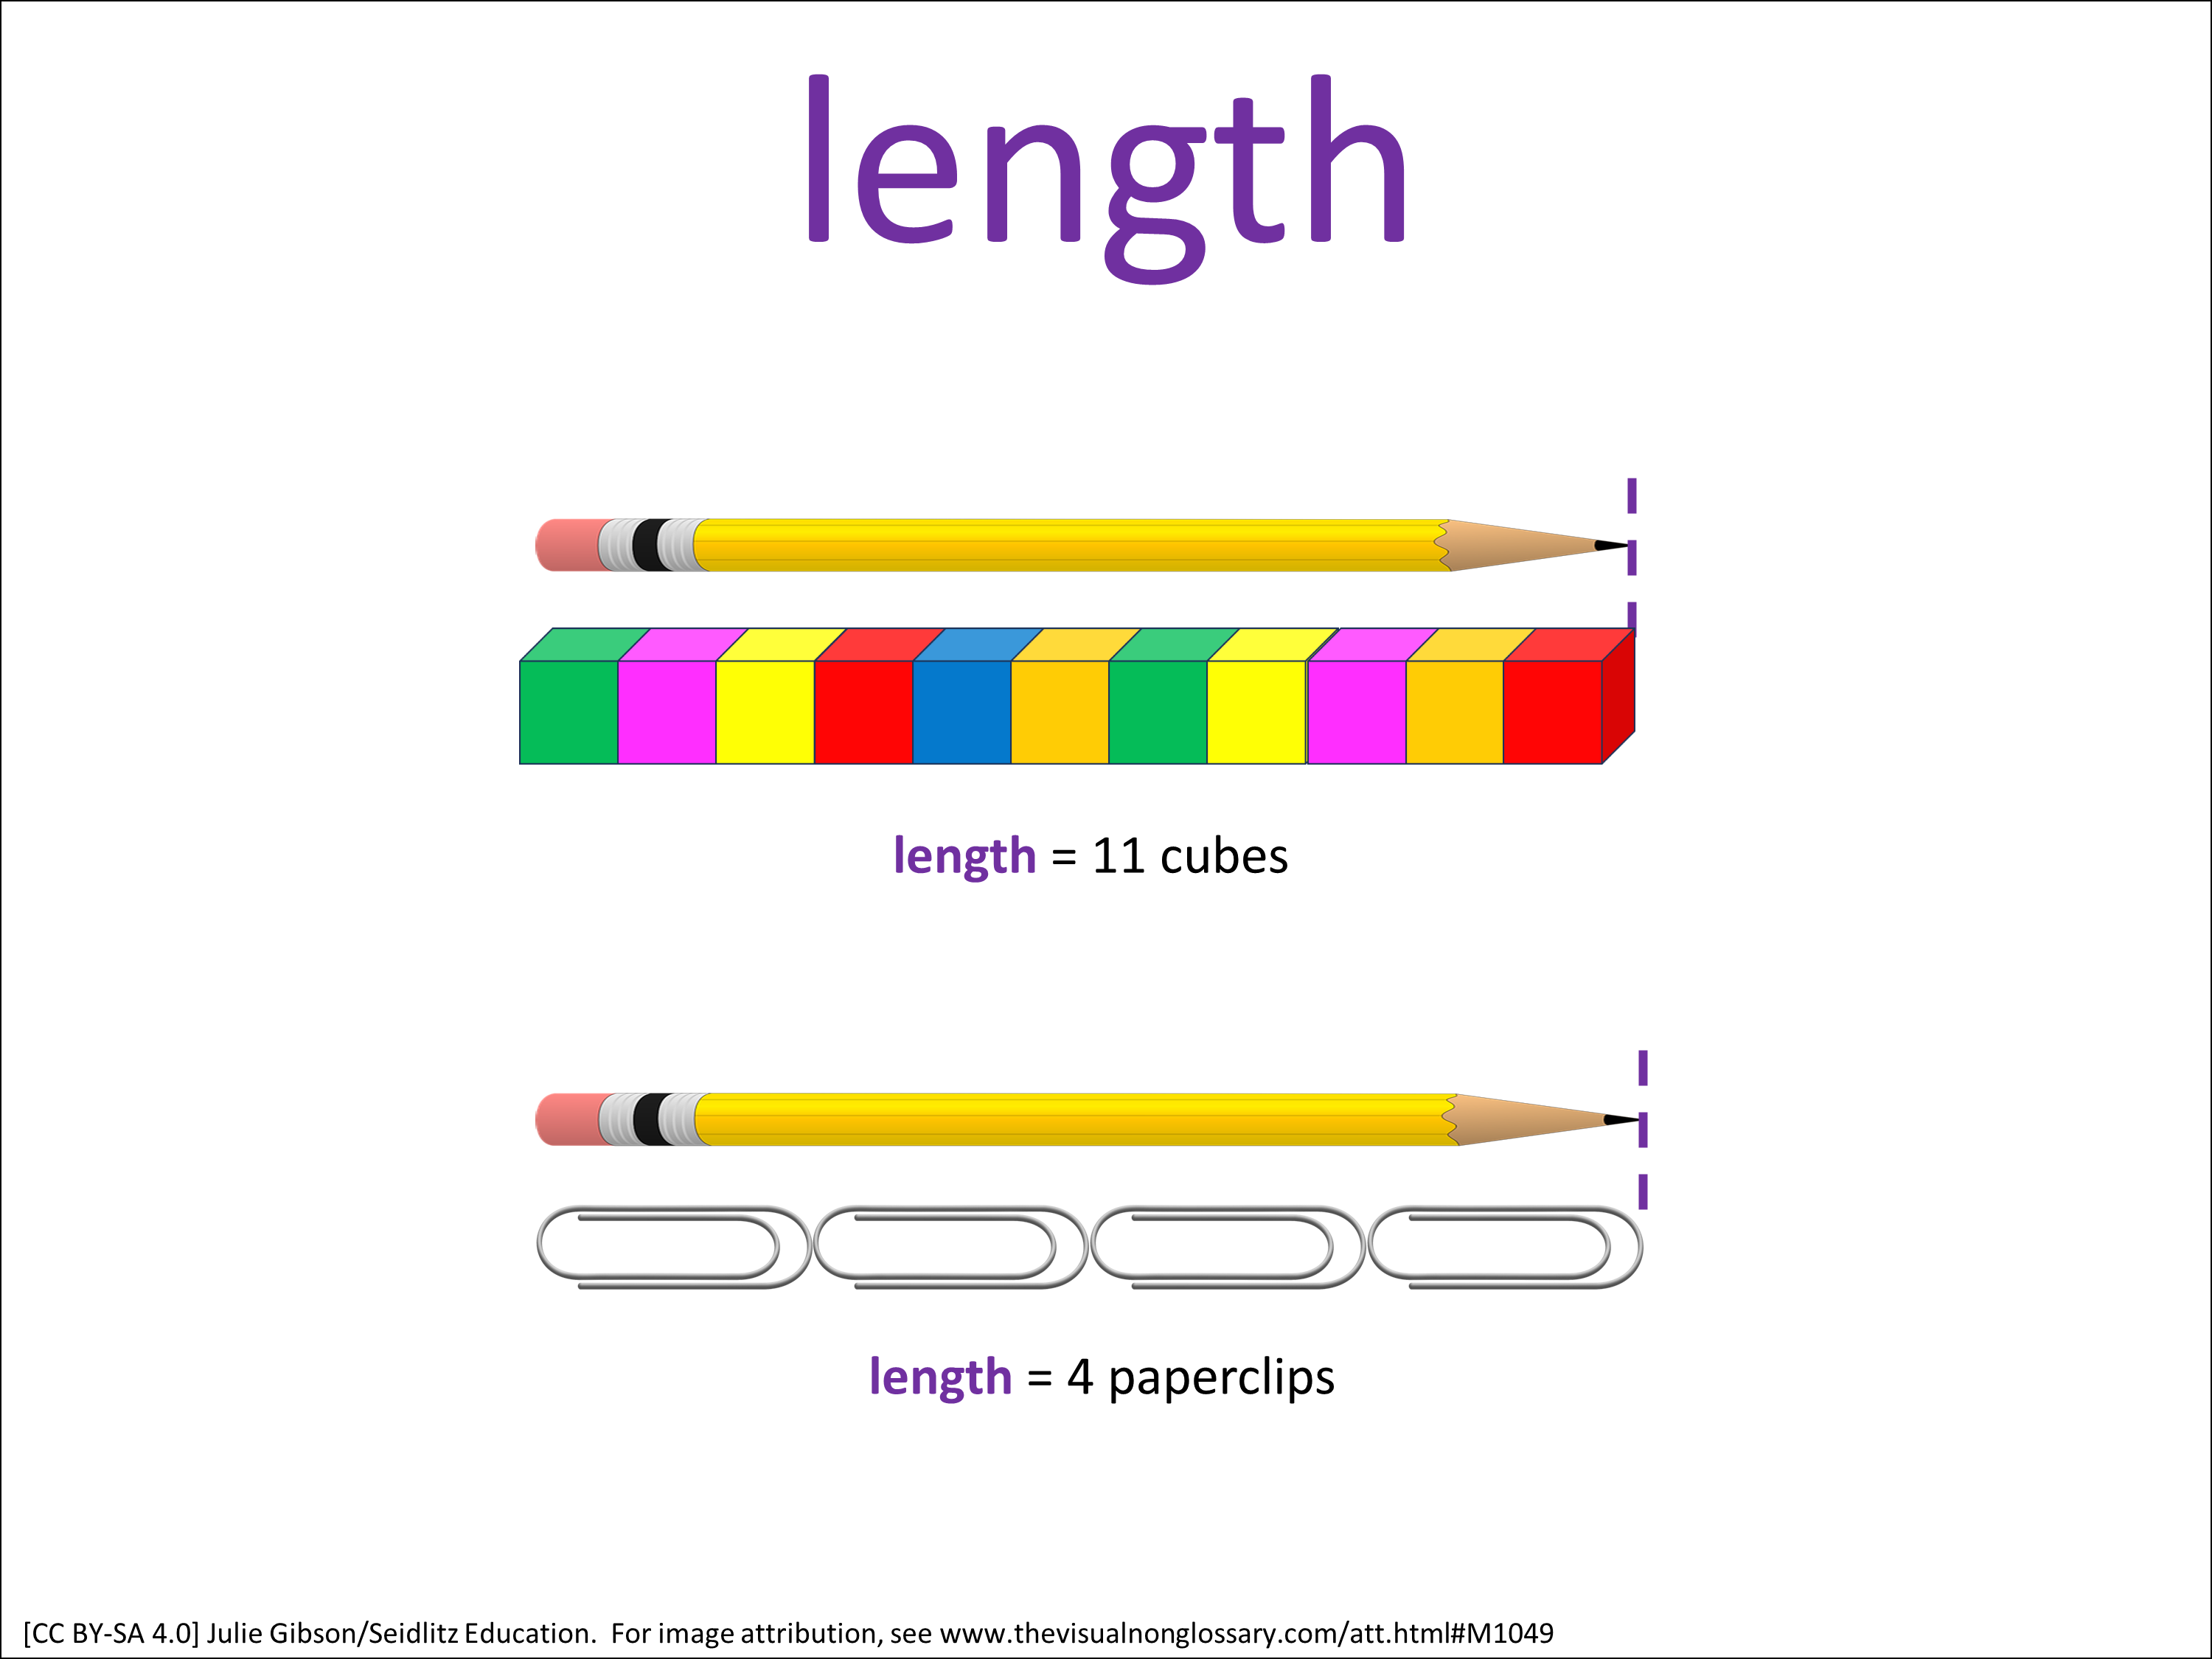 length
length = 11 cubes
length = 4 paperclips
[CC BY-SA 4.0] Julie Gibson/Seidlitz Education.  For image attribution, see www.thevisualnonglossary.com/att.html#M1049